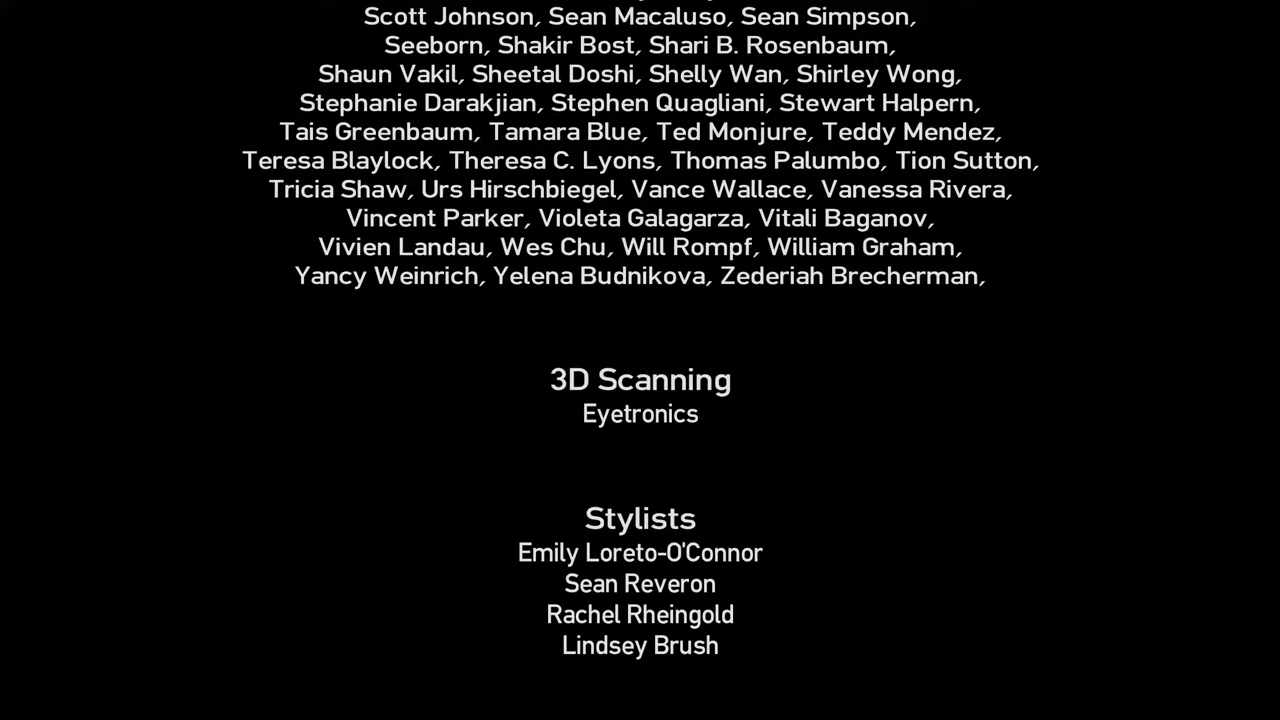 Scott Johnson, Sean Macaluso, Sean Simpson,
Seeborn, Shakir Bost, Shari B. Rosenbaum,
Shaun Vakil, Sheetal Doshi, Shelly Wan, Shirley Wong,
Stephanie Darakjian, Stephen Quagliani, Stewart Halpern,
Tais Greenbaum, Tamara Blue, Ted Monjure, Teddy Mendez,
Teresa Blaylock, Theresa C. Lyons, Thomas Palumbo, Tion Sutton,
Tricia Shaw, Urs Hirschbiegel, Vance Wallace, Vanessa Rivera,
Vincent Parker, Violeta Galagarza, Vitali Baganov,
Vivien Landau, Wes Chu, Will Rompf, William Graham,
Yancy Weinrich, Yelena Budnikova, Zederiah Brecherman,
3D Scanning
Eyetronics
Stylists
Emily Loreto-O'Connor
Sean Reveron
Rachel Rheingold
Lindsey Brush